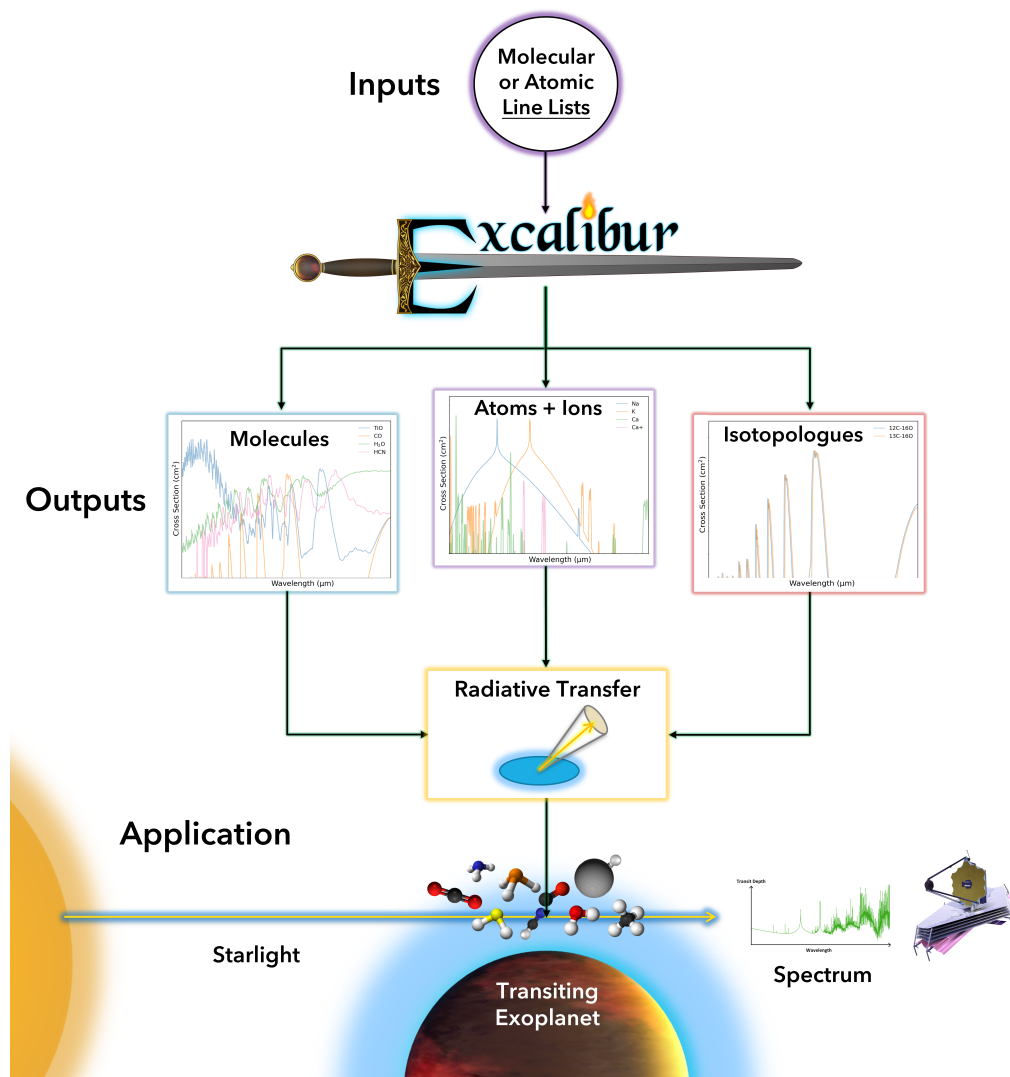 Inputs
Molecular
or Atomic
Line Lists
Excalibur
Outputs
Molecules
TiO
CO
H₂O
HCN
Cross Section (cm²)
Wavelength (μm)
Atoms + Ions
Na
K
Ca
Ca+
Cross Section (cm²)
Wavelength (μm)
Isotopologues
12C-16O
13C-16O
Cross Section (cm²)
Wavelength (μm)
Radiative Transfer
Application
Starlight
Transiting
Exoplanet
Transit Depth
Wavelength
Spectrum